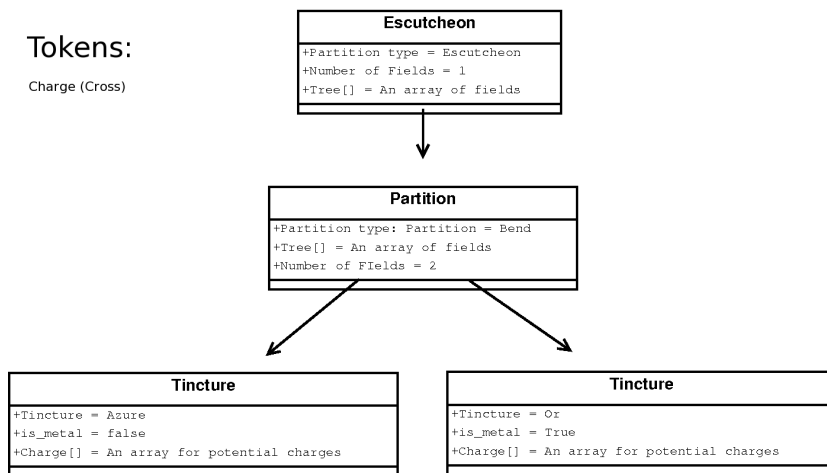 Tokens:
Charge (Cross)
Escutcheon
+Partition type = Escutcheon
+Number of Fields = 1
+Tree[] = An array of fields
Partition
+Partition type: Partition = Bend
+Tree[] = An array of fields
+Number of FIelds = 2
Tincture
+Tincture = Azure
+is_metal = false
+Charge[] = An array for potential charges
Tincture
+Tincture = Or
+is_metal = True
+Charge[] = An array for potential charges